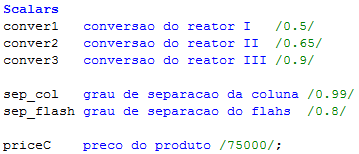 Scalars
conver1 conversao do reator I /0.5/
conver2 conversao do reator II /0.65/
conver3 conversao do reator III /0.9/
sep_col grau de separacao da coluna /0.99/
sep_flash grau de separacao do flahs /0.8/
priceC preco do produto /75000/;